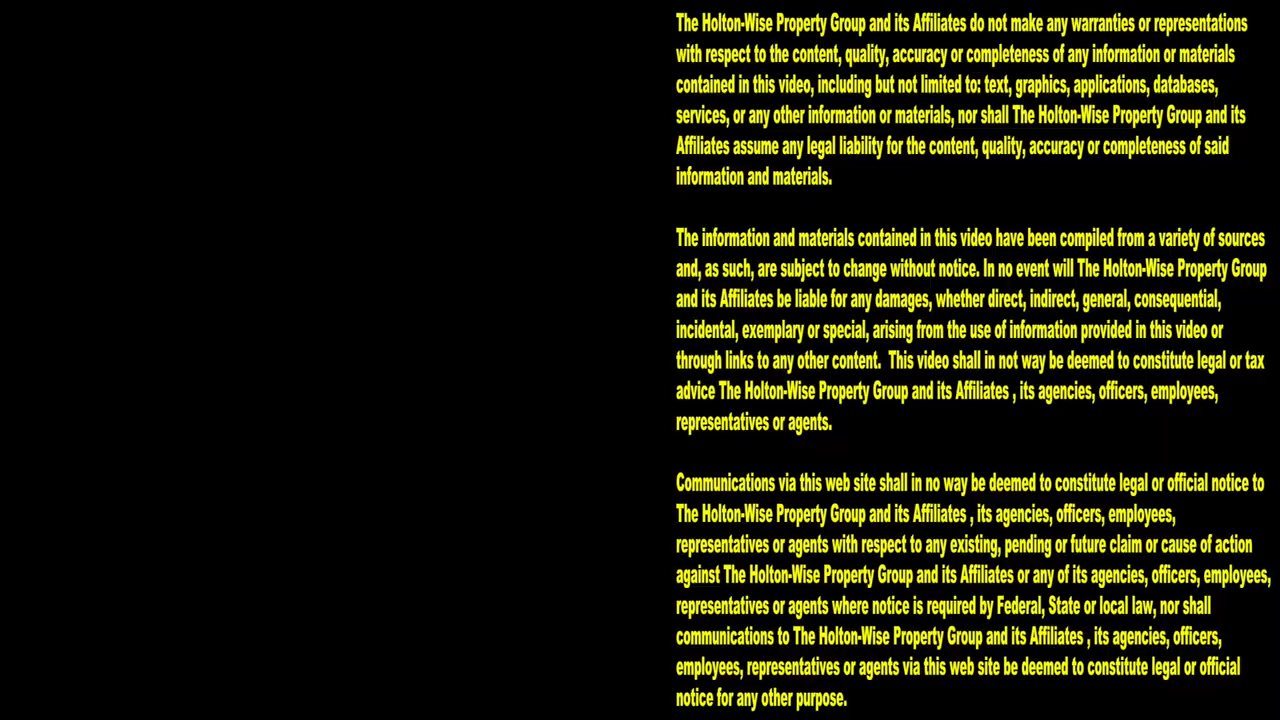 The Holton-Wise Property Group and its Affiliates do not make any warranties or representations
with respect to the content, quality, accuracy or completeness of any information or materials
contained in this video, including but not limited to: text, graphics, applications, databases,
services, or any other information or materials, nor shall The Holton-Wise Property Group and its
Affiliates assume any legal liability for the content, quality, accuracy or completeness of said
information and materials.
The information and materials contained in this video have been compiled from a variety of sources
and, as such, are subject to change without notice. In no event will The Holton-Wise Property Group
and its Affiliates be liable for any damages, whether direct, indirect, general, consequential,
incidental, exemplary or special, arising from the use of information provided in this video or
through links to any other content.  This video shall in not way be deemed to constitute legal or tax
advice The Holton-Wise Property Group and its Affiliates , its agencies, officers, employees,
representatives or agents.
Communications via this web site shall in no way be deemed to constitute legal or official notice to
The Holton-Wise Property Group and its Affiliates , its agencies, officers, employees,
representatives or agents with respect to any existing, pending or future claim or cause of action
against The Holton-Wise Property Group and its Affiliates or any of its agencies, officers, employees,
representatives or agents where notice is required by Federal, State or local law, nor shall
communications to The Holton-Wise Property Group and its Affiliates , its agencies, officers,
employees, representatives or agents via this web site be deemed to constitute legal or official
notice for any other purpose.